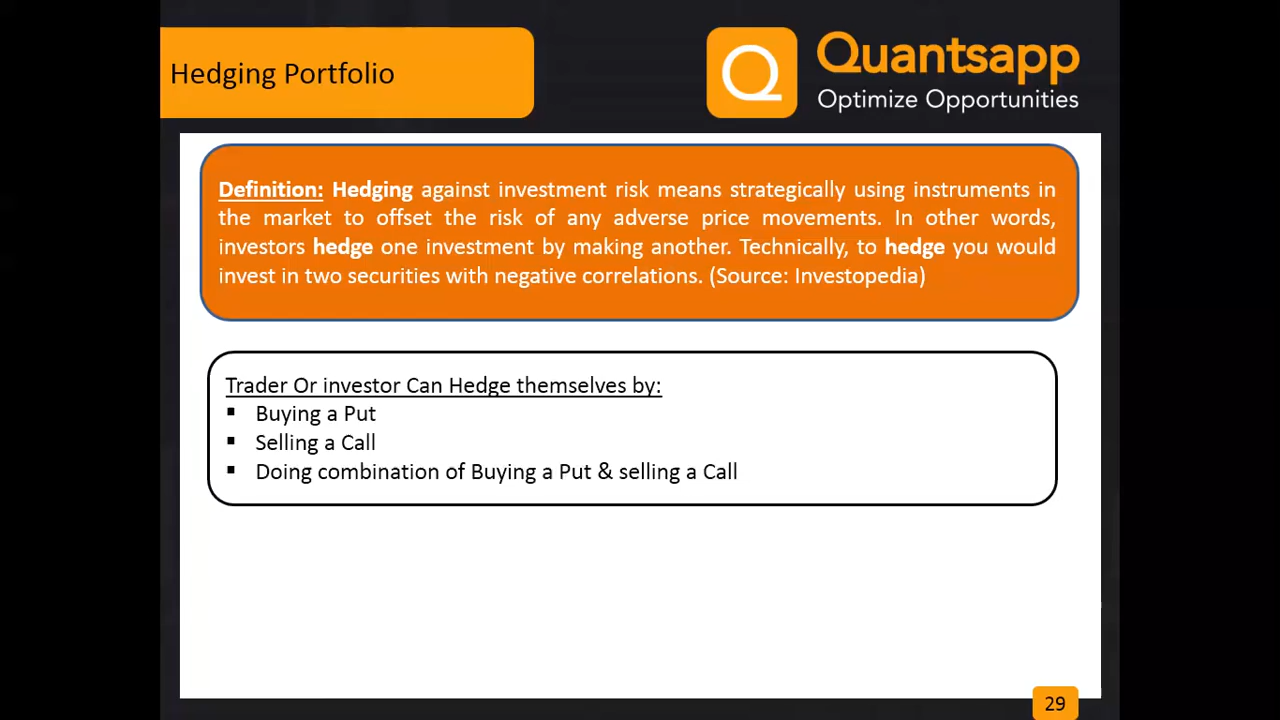 Hedging Portfolio
Q
Quantsapp
Optimize Opportunities
Definition: Hedging against investment risk means strategically using instruments in
the market to offset the risk of any adverse price movements. In other words,
investors hedge one investment by making another. Technically, to hedge you would
invest in two securities with negative correlations. (Source: Investopedia)
Trader Or investor Can Hedge themselves by:
▪ Buying a Put
▪ Selling a Call
▪ Doing combination of Buying a Put & selling a Call
29